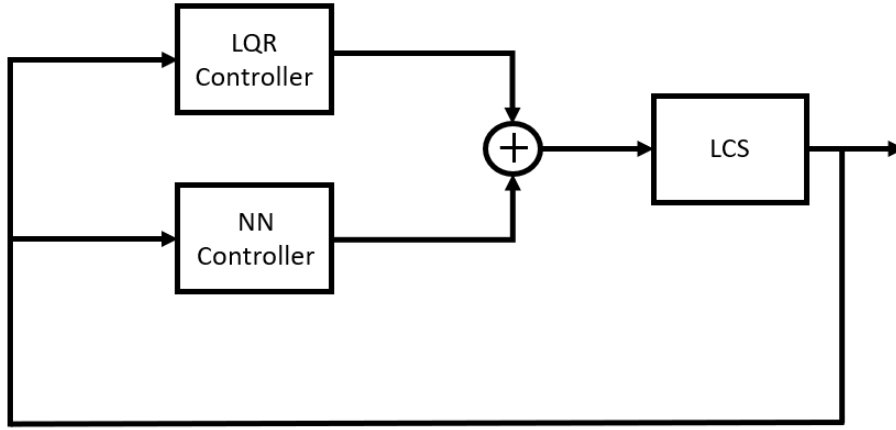 LQR
Controller
NN
Controller
+
LCS